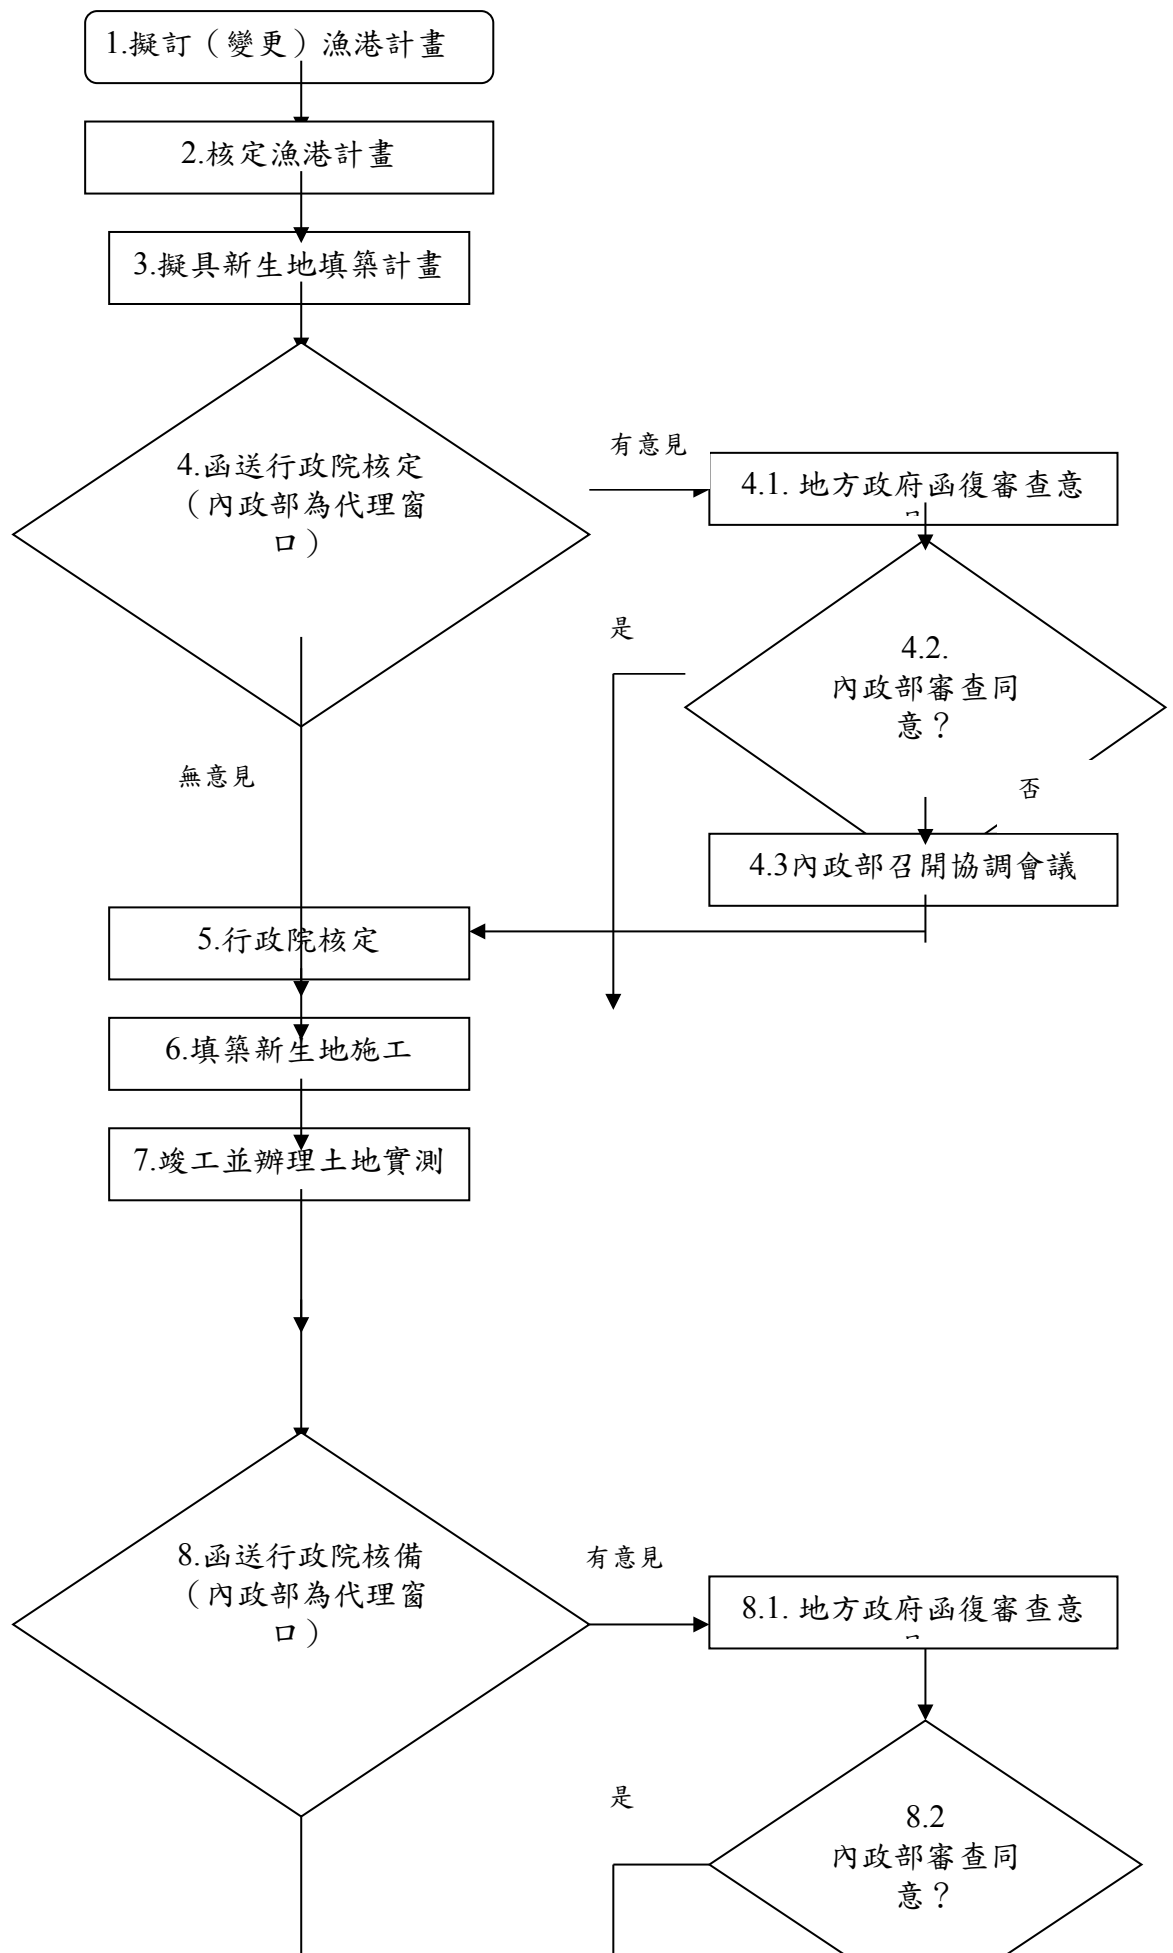 1.擬訂（變更）漁港計畫
2.核定漁港計畫
3.擬具新生地填築計畫
4.函送行政院核定
（內政部為代理窗
口）
有意見
4.1. 地方政府函復審查意
是
4.2.
內政部審查同
意？
無意見
否
4.3內政部召開協調會議
5.行政院核定
6.填築新生地施工
7.竣工並辦理土地實測
8.函送行政院核備
（內政部為代理窗
口）
有意見
8.1. 地方政府函復審查意
是
8.2
內政部審查同
意？